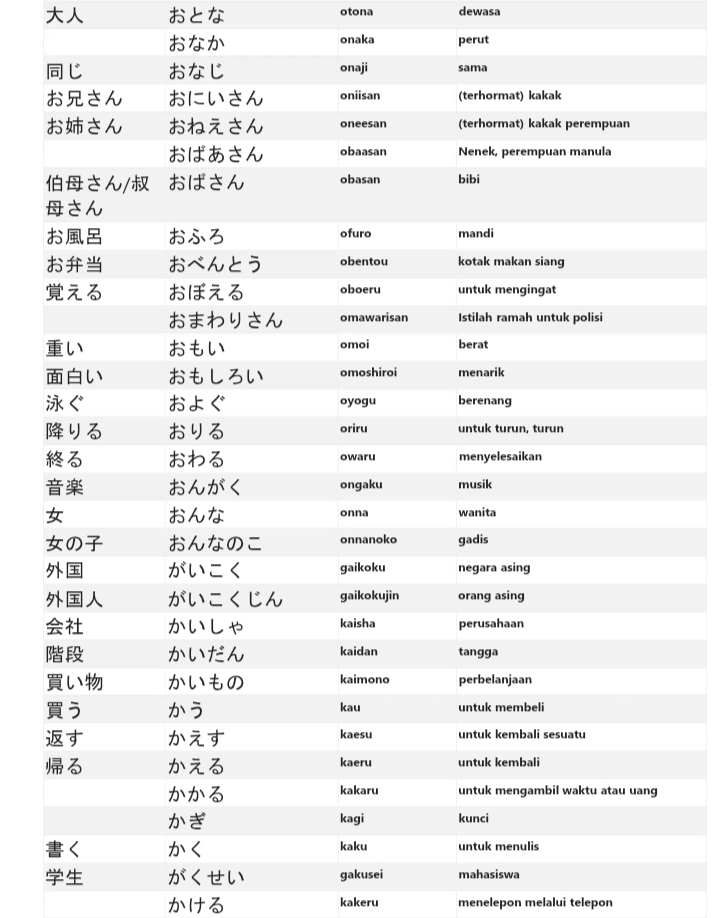 大人 おとな otona dewasa
おなか onaka perut
同じ おなじ onaji sama
お兄さん おにいさん oniisan (terhormat) kakak
お姉さん おねえさん oneesan (terhormat) kakak perempuan
おばあさん obaasan Nenek, perempuan manula
伯母さん/叔 おばさん obasan bibi
母さん
お風呂 おふろ ofuro mandi
お弁当 おべんとう obentou kotak makan siang
覚える おぼえる oboeru untuk mengingat
おまわりさん omawarisan Istilah ramah untuk polisi
重い おもい omoi berat
面白い おもしろい omoshiroi menarik
泳ぐ およぐ oyogu berenang
降りる おりる oriru untuk turun, turun
終る おわる owaru menyelesaikan
音楽 おんがく ongaku musik
女 おんな onna wanita
女の子 おんなのこ onnanoko gadis
外国 がいこく gaikoku negara asing
外国人 がいこくじん gaikokujin orang asing
会社 かいしゃ kaisha perusahaan
階段 かいだん kaidan tangga
買い物 かいもの kaimono perbelanjaan
買う かう kau untuk membeli
返す かえす kaesu untuk kembali sesuatu
帰る かえる kaeru untuk kembali
かかる kakaru untuk mengambil waktu atau uang
かぎ kagi kunci
書く かく kaku untuk menulis
学生 がくせい gakusei mahasiswa
かける kakeru menelepon melalui telepon